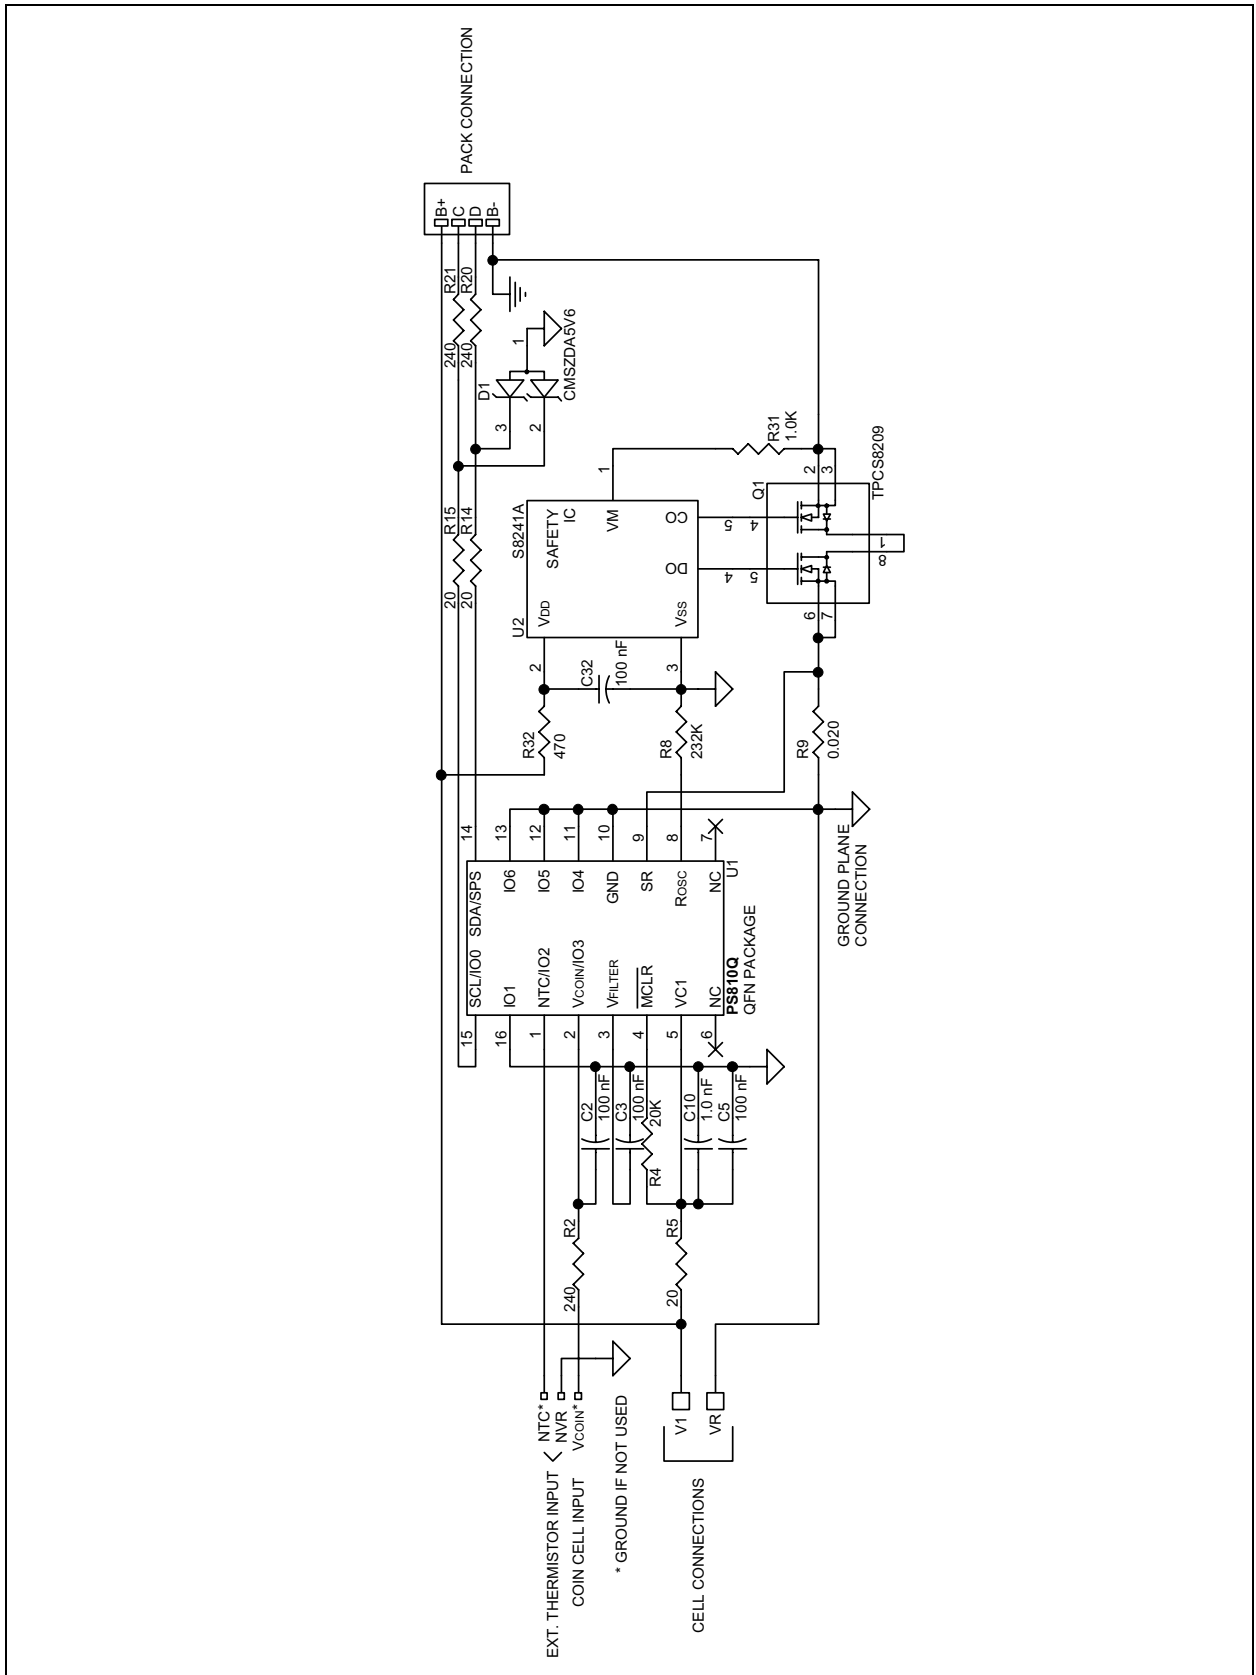 PACK CONNECTION
B+
C
D
B-
R21
240
R20
240
D1
1
3
2
CMSZDA5V6
R15
20
R14
20
U2
S8241A
SAFETY
IC
VDD
VSS
VM
DO
CO
1
2
3
4
5
R31
1.0K
Q1
TPCS8209
5
4
2
3
6
7
1
8
R32
470
C32
100 nF
R8
232K
R9
0.020
GROUND PLANE
CONNECTION
U1
PS810Q
QFN PACKAGE
SCL/IO0
SDA/SPS
IO1
IO6
NTC/IO2
IO5
VCOIN/IO3
IO4
VFILTER
GND
MCLR
SR
VC1
ROSC
NC
NC
15
16
1
2
3
4
5
6
14
13
12
11
10
9
8
7
C2
100 nF
C3
100 nF
R4
20K
C10
1.0 nF
C5
100 nF
R2
240
R5
20
EXT. THERMISTOR INPUT
NTC*
NVR
COIN CELL INPUT
VCOIN*
* GROUND IF NOT USED
CELL CONNECTIONS
V1
VR